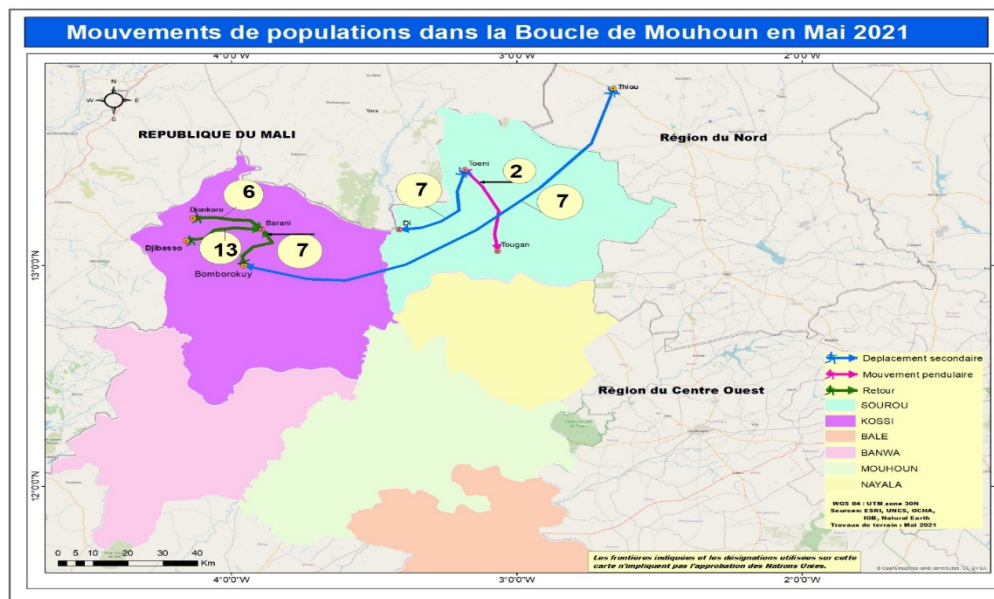 Mouvements de populations dans la Boucle de Mouhoun en Mai 2021
4°0'0"W 3°0'0"W 2°0'0"W
N
W E
S
Thiou
REPUBLIQUE DU MALI
Région du Nord
Toeni
2
7
7
6
Djonkoro
Barani
Di
Djibasso
13
7
Tougan
Bomborokuy
13°0'0"N
Deplacement secondaire
Mouvement pendulaire
Retour
Région du Centre Ouest
SOUROU
KOSSI
BALE
BANWA
MOUHOUN
NAYALA
12°0'0"N
WGS 84 / UTM zone 30N
Sources: ESRI, UNCS, OCHA,
IGB, Natural Earth
Travaux de terrain : Mai 2021
0 5 10 20 30 40
Km
Les frontières indiquées et les désignations utilisées sur cette
carte n'impliquent pas l'approbation des Nations Unies.
4°0'0"W 3°0'0"W 2°0'0"W